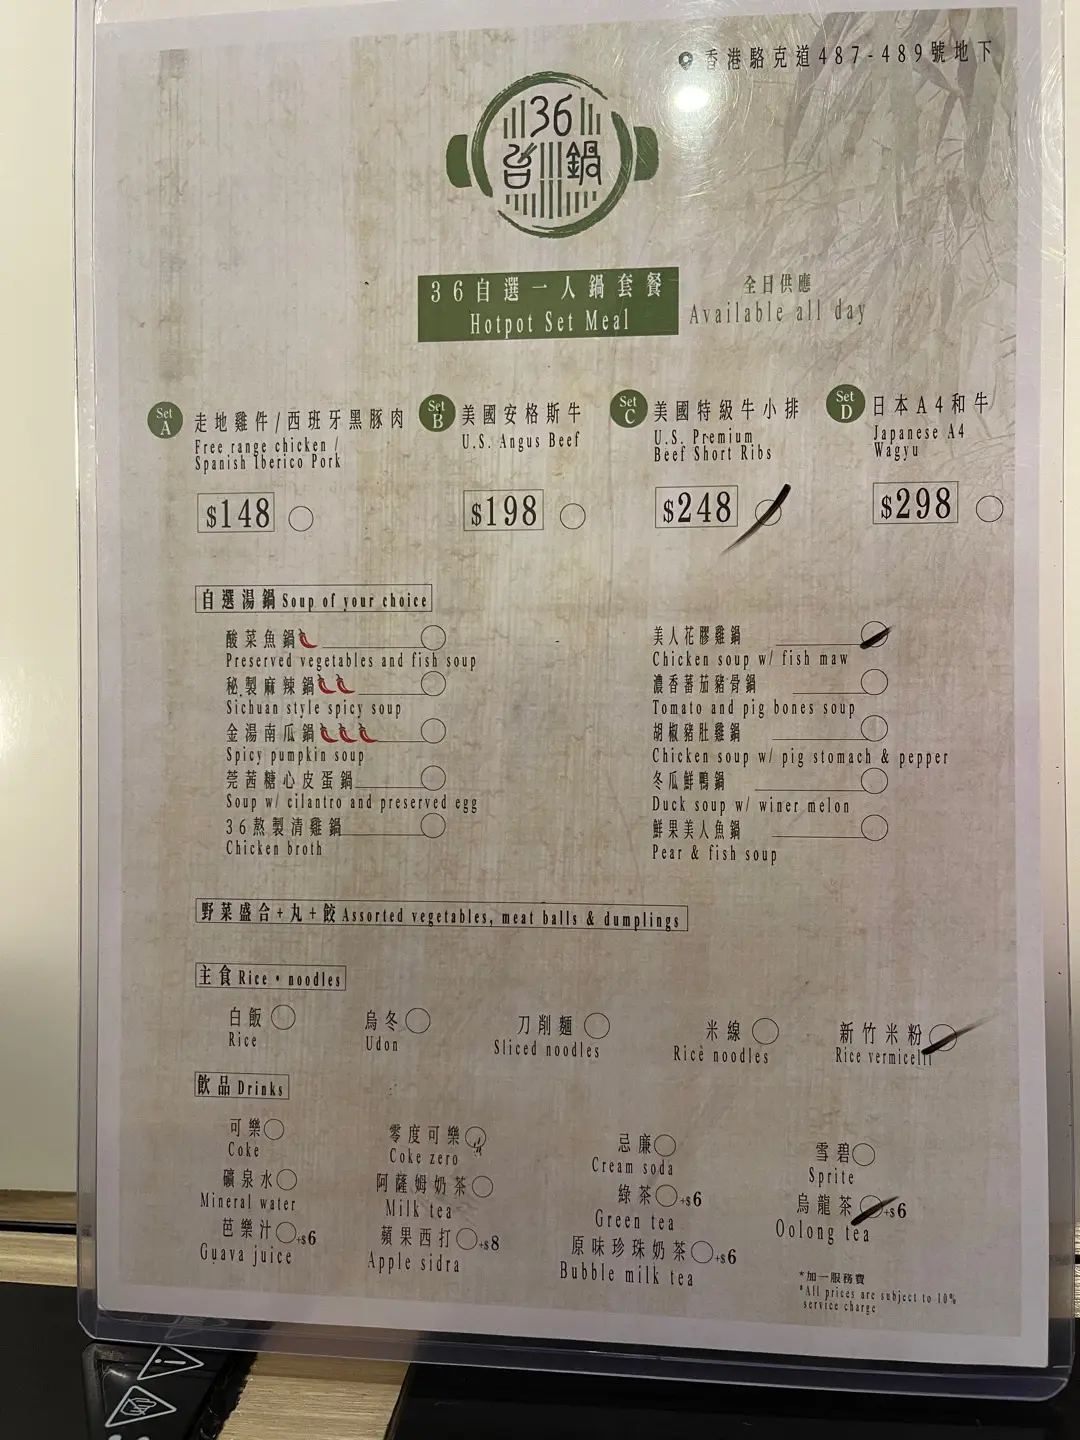 香港駱克道487-489號地下
36
台鍋
36自選一人鍋套餐
Hotpot Set Meal
全日供應
Available all day
Set A
走地雞件/西班牙黑豚肉
Free range chicken /
Spanish Iberico Pork
$148
Set B
美國安格斯牛
U.S. Angus Beef
$198
Set C
美國特級牛小排
U.S. Premium
Beef Short Ribs
$248
Set D
日本A4和牛
Japanese A4
Wagyu
$298
自選湯鍋 Soup of your choice
酸菜魚鍋
Preserved vegetables and fish soup
秘製麻辣鍋
Sichuan style spicy soup
金湯南瓜鍋
Spicy pumpkin soup
芫茜糖心皮蛋鍋
Soup w/ cilantro and preserved egg
36熬製清雞鍋
Chicken broth
美人花膠雞鍋
Chicken soup w/ fish maw
濃香蕃茄豬骨鍋
Tomato and pig bones soup
胡椒豬肚雞鍋
Chicken soup w/ pig stomach & pepper
冬瓜鮮鴨鍋
Duck soup w/ winer melon
鮮果美人魚鍋
Pear & fish soup
野菜盛合+丸+餃 Assorted vegetables, meat balls & dumplings
主食 Rice • noodles
白飯
Rice
烏冬
Udon
刀削麵
Sliced noodles
米線
Rice noodles
新竹米粉
Rice vermicelli
飲品 Drinks
可樂
Coke
零度可樂
Coke zero
忌廉
Cream soda
雪碧
Sprite
礦泉水
Mineral water
阿薩姆奶茶
Milk tea
綠茶 +$6
Green tea
烏龍茶 +$6
Oolong tea
芭樂汁 +$6
Guava juice
蘋果西打 +$8
Apple sidra
原味珍珠奶茶 +$6
Bubble milk tea
*加一服務費
*All prices are subject to 10%
service charge